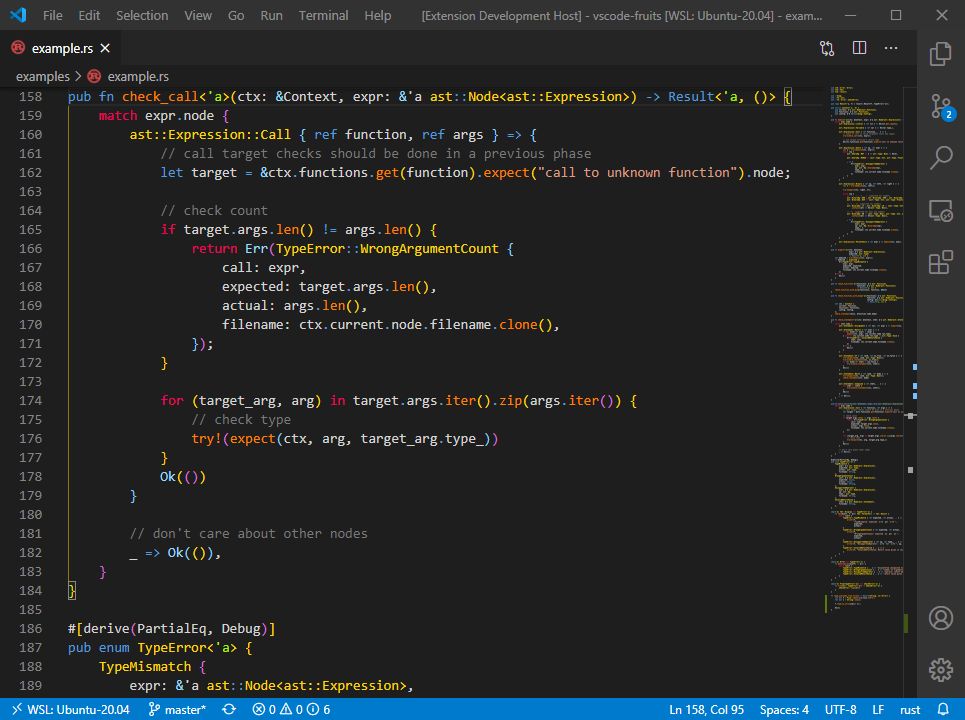 File Edit Selection View Go Run Terminal Help [Extension Development Host] - vscode-fruits [WSL: Ubuntu-20.04] - exam...
example.rs
examples > example.rs
158 pub fn check_call<'a>(ctx: &Context, expr: &'a ast::Node<ast::Expression>) -> Result<'a, ()> {
159 match expr.node {
160 ast::Expression::Call { ref function, ref args } => {
161 // call target checks should be done in a previous phase
162 let target = &ctx.functions.get(function).expect("call to unknown function").node;
163
164 // check count
165 if target.args.len() != args.len() {
166 return Err(TypeError::WrongArgumentCount {
167 call: expr,
168 expected: target.args.len(),
169 actual: args.len(),
170 filename: ctx.current.node.filename.clone(),
171 });
172 }
173
174 for (target_arg, arg) in target.args.iter().zip(args.iter()) {
175 // check type
176 try!(expect(ctx, arg, target_arg.type_))
177 }
178 Ok(())
179 }
180
181 // don't care about other nodes
182 _ => Ok(()),
183 }
184 }
185
186 #[derive(PartialEq, Debug)]
187 pub enum TypeError<'a> {
188 TypeMismatch {
189 expr: &'a ast::Node<ast::Expression>,
2
WSL: Ubuntu-20.04 master* 0 0 6 Ln 158, Col 95 Spaces: 4 UTF-8 LF rust